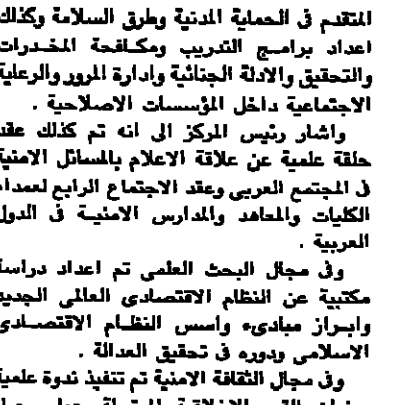 المتقدم في الحماية المدنية وطرق السلامة وكذلك
اعداد برامج التدريب ومكافحة المخدرات
والتحقيق والادلة الجنائية وادارة المرور والرعاية
الاجتماعية داخل المؤسسات الاصلاحية .
واشار رئيس المركز الى انه تم كذلك عقد
حلقة علمية عن علاقة الاعلام بالمسائل الامنية
في المجتمع العربي وعقد الاجتماع الرابع لعمداء
الكليات والمعاهد والمدارس الامنية في الدول
العربية .
وفي مجال البحث العلمي تم اعداد دراسة
مكتبية عن النظام الاقتصادي العالمي الجديد
وابراز مبادىء واسس النظام الاقتصادي
الاسلامي ودوره في تحقيق العدالة .
وفي مجال الثقافة الامنية تم تنفيذ ندوة علمية